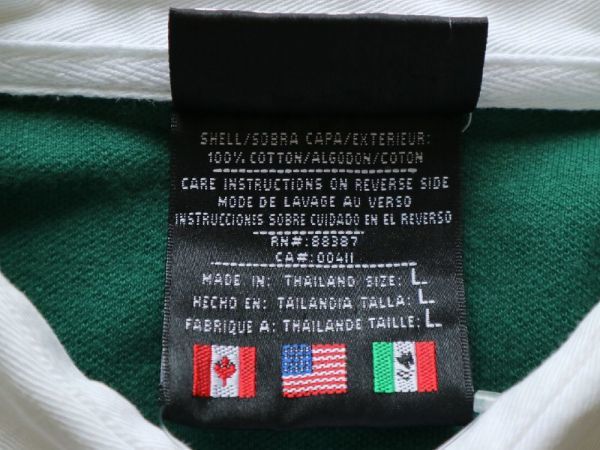 SHELL/SOBRA CAPA/EXTERIEUR:
100% COTTON/ALGODON/COTON
CARE INSTRUCTIONS ON REVERSE SIDE
MODE DE LAVAGE AU VERSO
INSTRUCCIONES SOBRE CUIDADO EN EL REVERSO
RN#: 88387
CA#: 00411
MADE IN: THAILAND SIZE: L
HECHO EN: TAILANDIA TALLA: L
FABRIQUE A: THAILANDE TAILLE: L